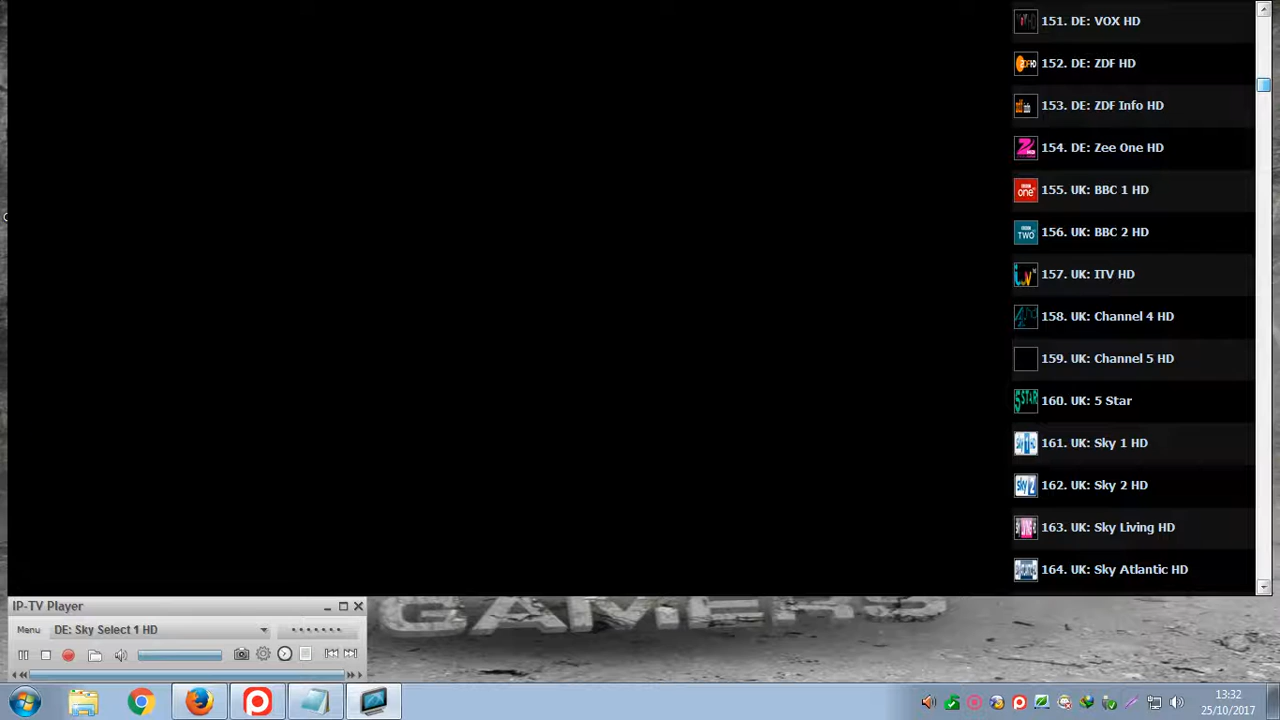 151. DE: VOX HD
152. DE: ZDF HD
153. DE: ZDF Info HD
154. DE: Zee One HD
155. UK: BBC 1 HD
156. UK: BBC 2 HD
157. UK: ITV HD
158. UK: Channel 4 HD
159. UK: Channel 5 HD
160. UK: 5 Star
161. UK: Sky 1 HD
162. UK: Sky 2 HD
163. UK: Sky Living HD
164. UK: Sky Atlantic HD
IP-TV Player
GAMERS
Menu DE: Sky Select 1 HD
13:32
25/10/2017